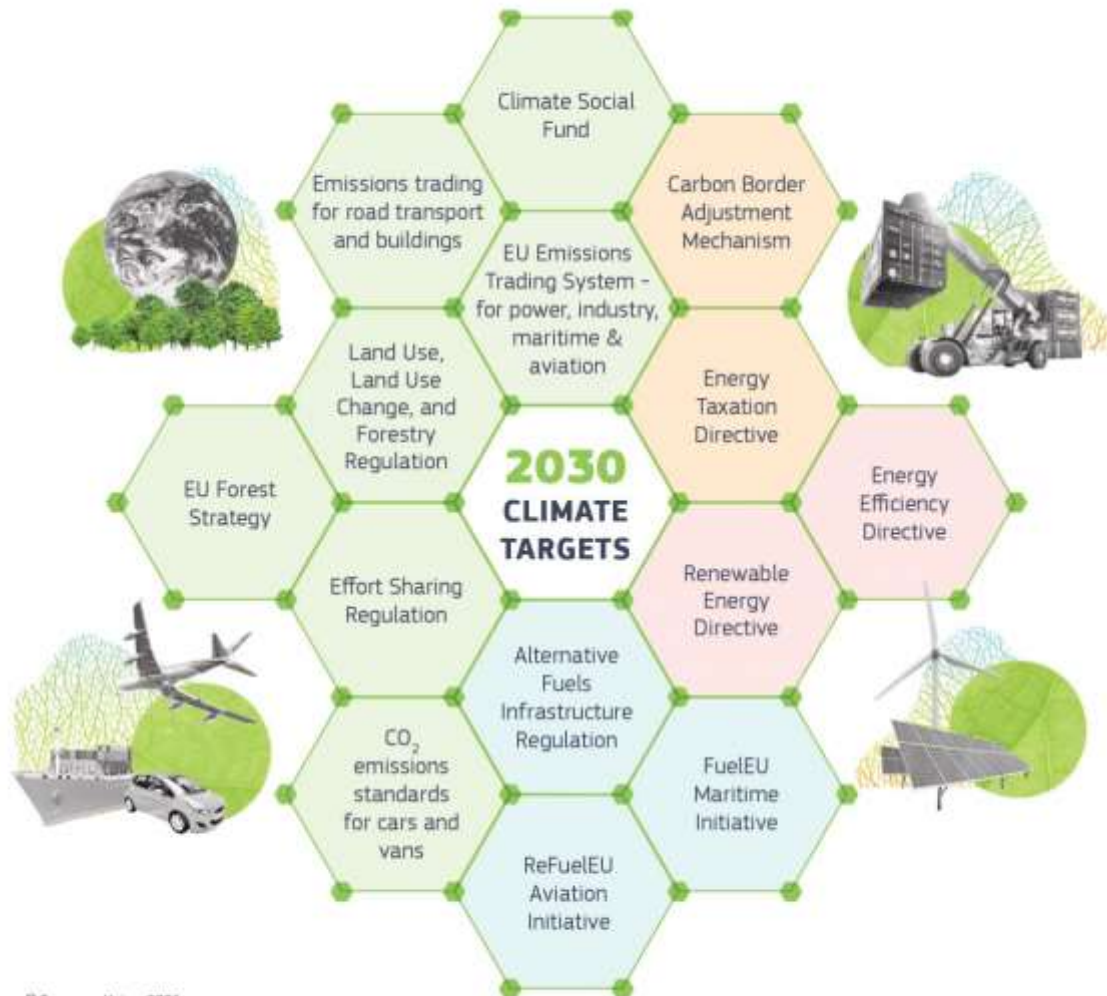 Climate Social
Fund
Emissions trading
for road transport
and buildings
Carbon Border
Adjustment
Mechanism
EU Emissions
Trading System -
for power, industry,
maritime &
aviation
Land Use,
Land Use
Change, and
Forestry
Regulation
Energy
Taxation
Directive
EU Forest
Strategy
2030
CLIMATE
TARGETS
Energy
Efficiency
Directive
Effort Sharing
Regulation
Renewable
Energy
Directive
Alternative
Fuels
Infrastructure
Regulation
CO₂
emissions
standards
for cars and
vans
FuelEU
Maritime
Initiative
ReFuelEU
Aviation
Initiative